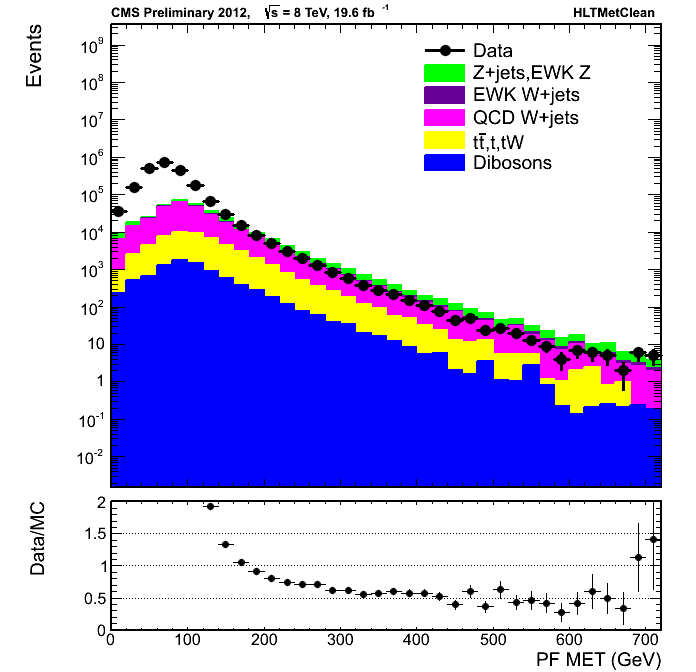 CMS Preliminary 2012, √s = 8 TeV, 19.6 fb⁻¹ HLTMetClean
Events
10⁹
10⁸
10⁷
10⁶
10⁵
10⁴
10³
10²
10
1
10⁻¹
10⁻²
Data
Z+jets,EWK Z
EWK W+jets
QCD W+jets
tt̄,t,tW
Dibosons
Data/MC
2
1.5
1
0.5
0
0 100 200 300 400 500 600 700
PF MET (GeV)